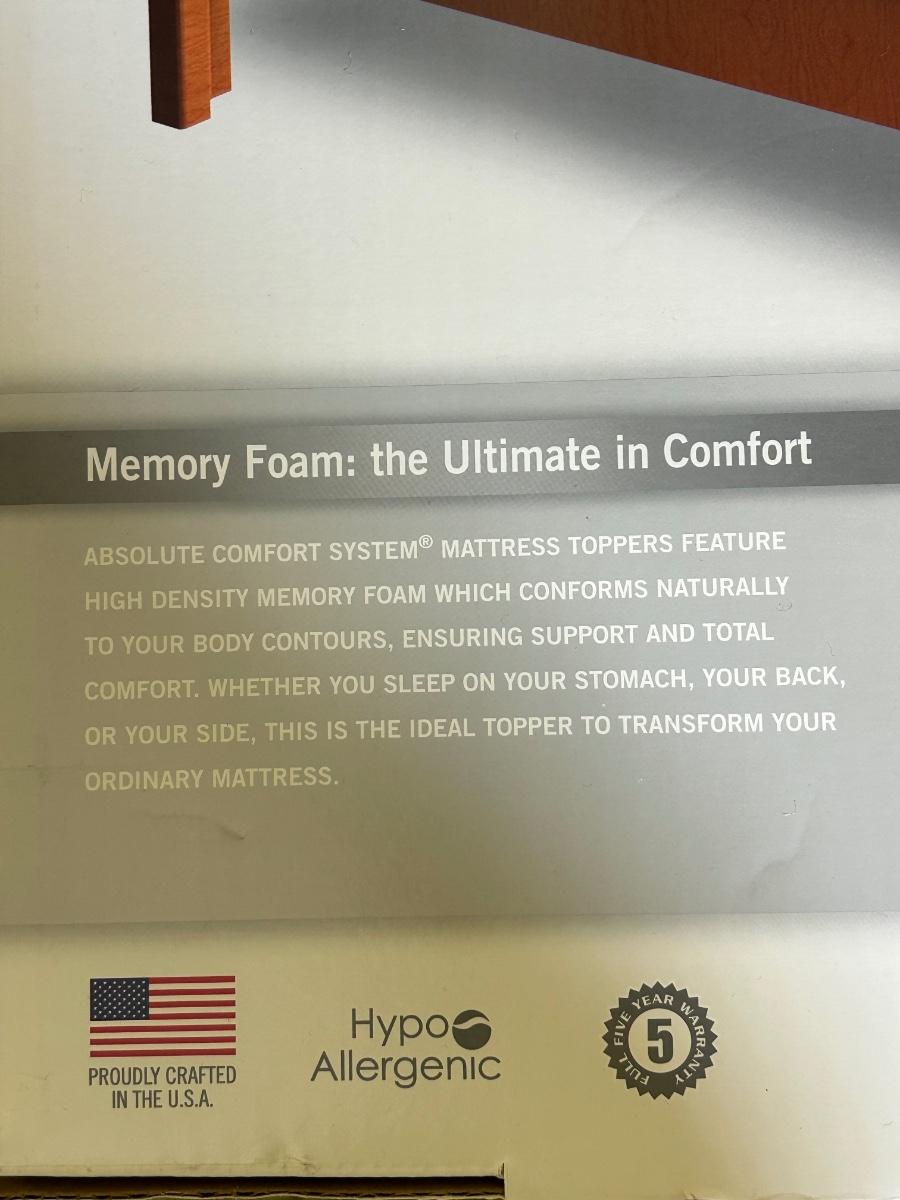 Memory Foam: the Ultimate in Comfort
ABSOLUTE COMFORT SYSTEM® MATTRESS TOPPERS FEATURE
HIGH DENSITY MEMORY FOAM WHICH CONFORMS NATURALLY
TO YOUR BODY CONTOURS, ENSURING SUPPORT AND TOTAL
COMFORT. WHETHER YOU SLEEP ON YOUR STOMACH, YOUR BACK,
OR YOUR SIDE, THIS IS THE IDEAL TOPPER TO TRANSFORM YOUR
ORDINARY MATTRESS.
PROUDLY CRAFTED
IN THE U.S.A.
Hypo
Allergenic
FULL FIVE YEAR WARRANTY
5